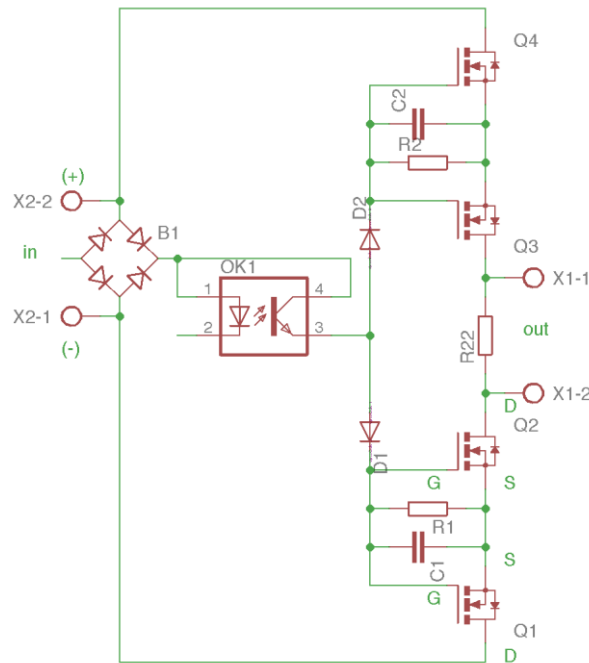 Q4
C2
R2
(+)
X2-2
D2
B1
in
Q3
OK1
X1-1
1
4
X2-1
2
3
out
R22
(-)
X1-2
D
Q2
D1
G
S
R1
S
C1
G
Q1
D